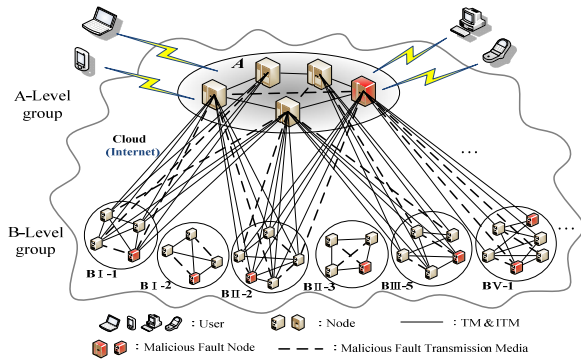 A
A-Level
group
Cloud
(Internet)
...
B-Level
group
...
BⅠ-1
BⅠ-2
BⅡ-2
BⅡ-3
BⅢ-5
BⅤ-1
: User
: Node
: TM & ITM
: Malicious Fault Node
: Malicious Fault Transmission Media